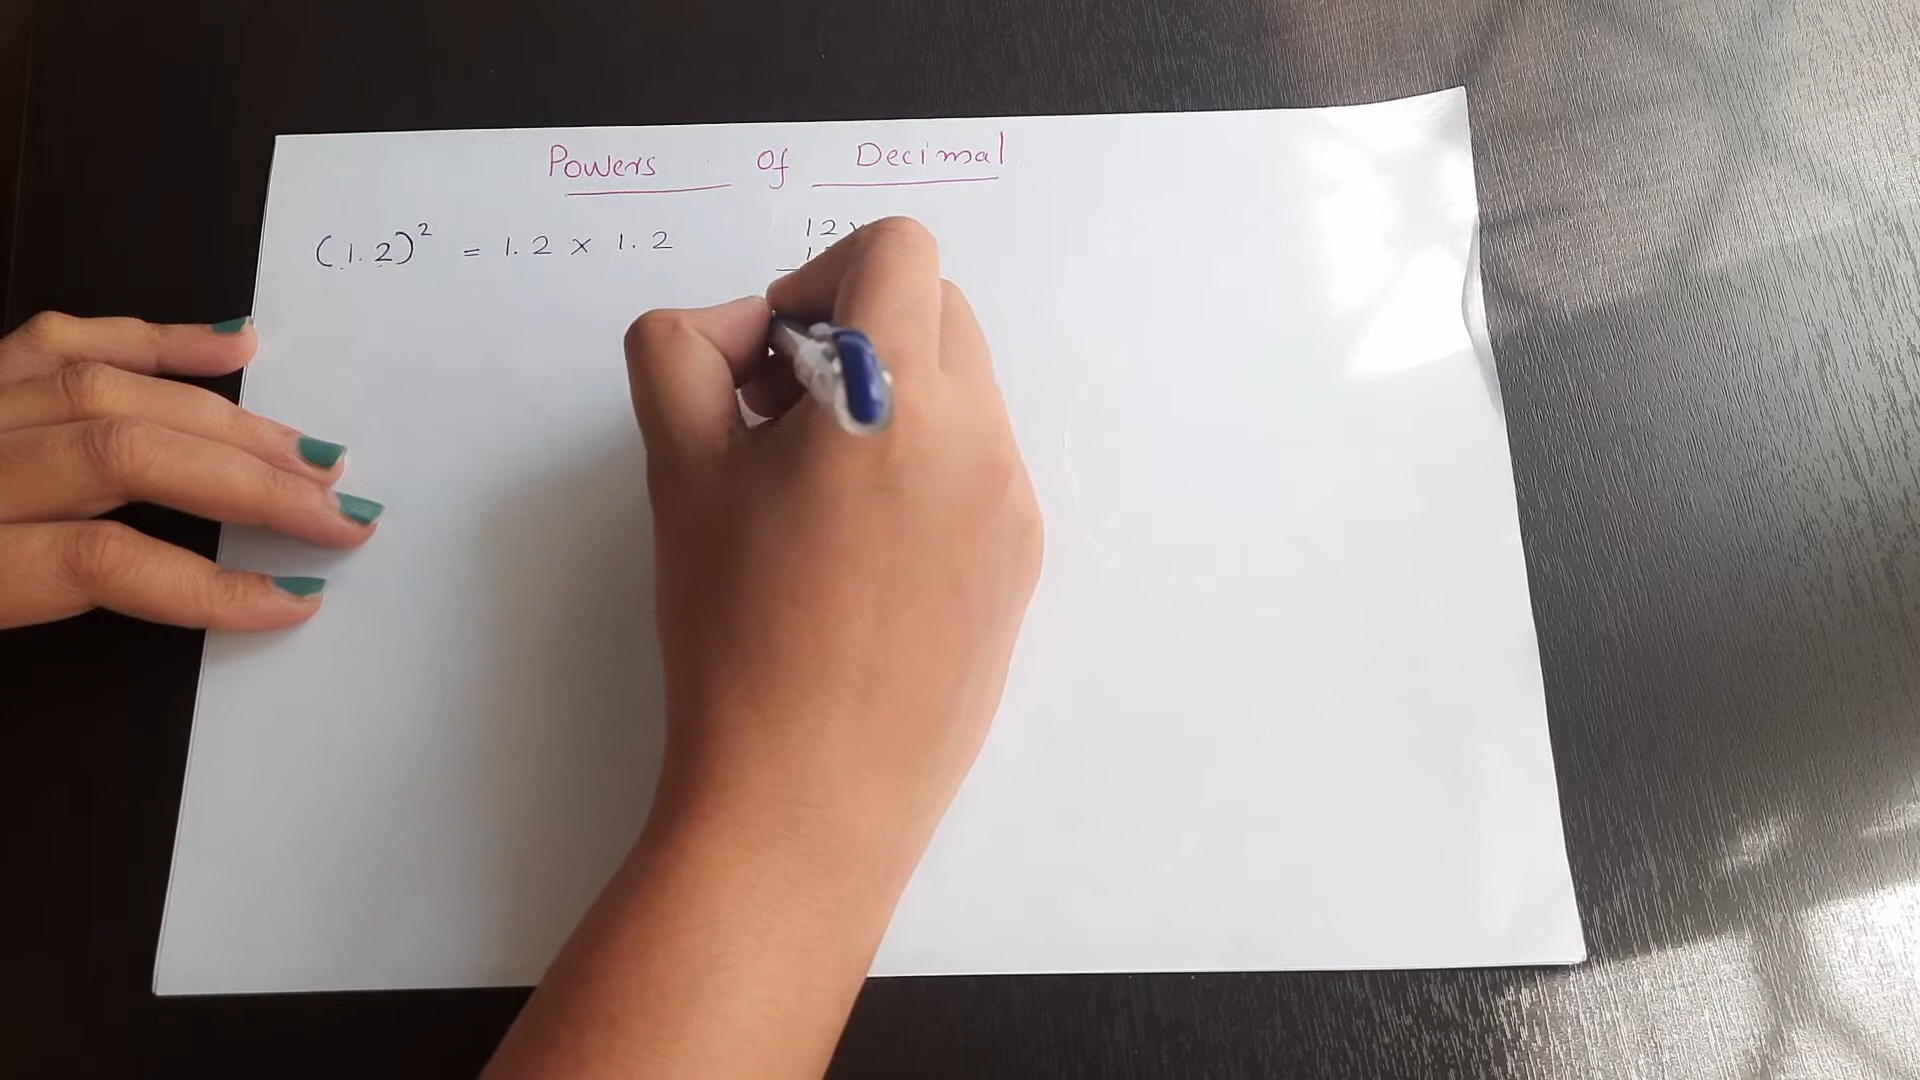 Powers of Decimal
(1.2)² = 1.2 x 1.2
12 x